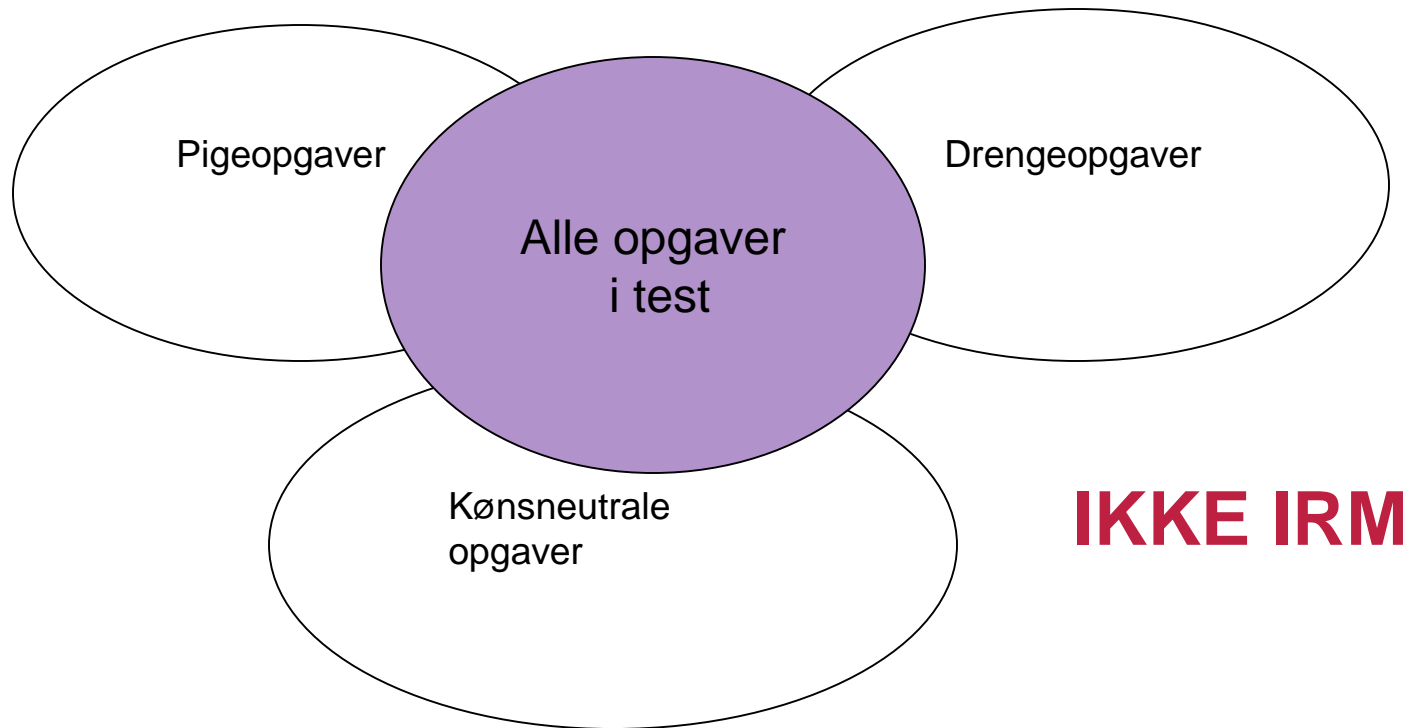 Pigeopgaver
Drengeopgaver
Alle opgaver
i test
Kønsneutrale
opgaver
IKKE IRM